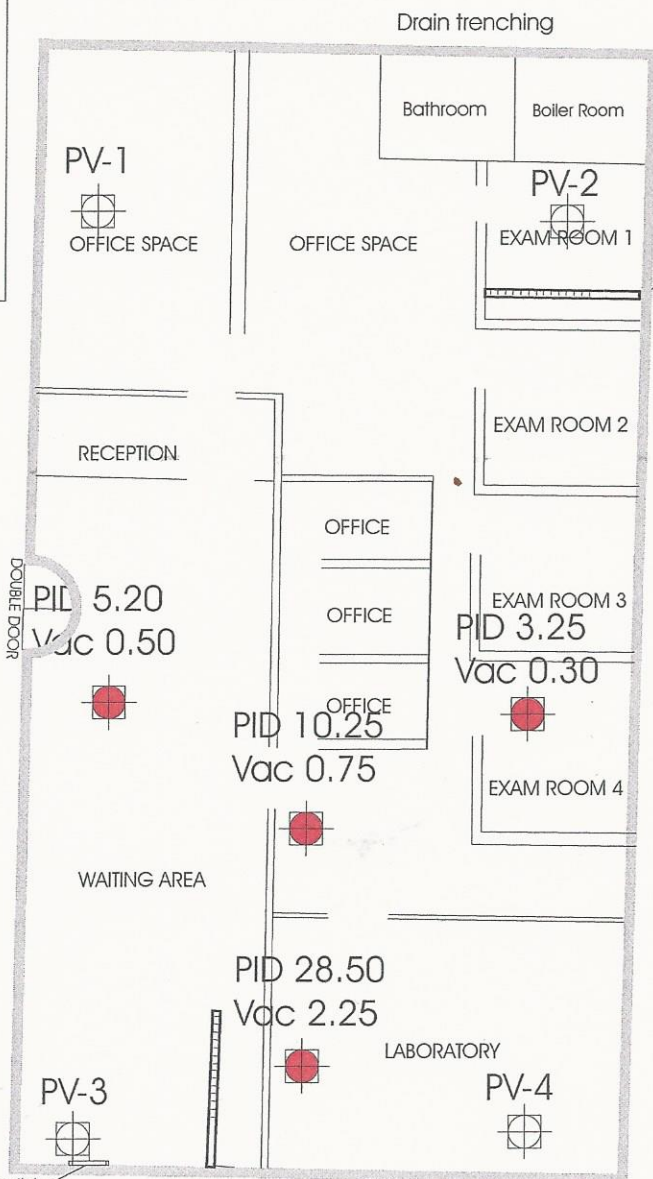 Drain trenching
Bathroom
Boiler Room
PV-1
PV-2
OFFICE SPACE
OFFICE SPACE
EXAM ROOM 1
EXAM ROOM 2
RECEPTION
OFFICE
DOUBLE DOOR
PID 5.20
Vac 0.50
OFFICE
EXAM ROOM 3
PID 3.25
Vac 0.30
OFFICE
PID 10.25
Vac 0.75
EXAM ROOM 4
WAITING AREA
PID 28.50
Vac 2.25
LABORATORY
PV-3
PV-4